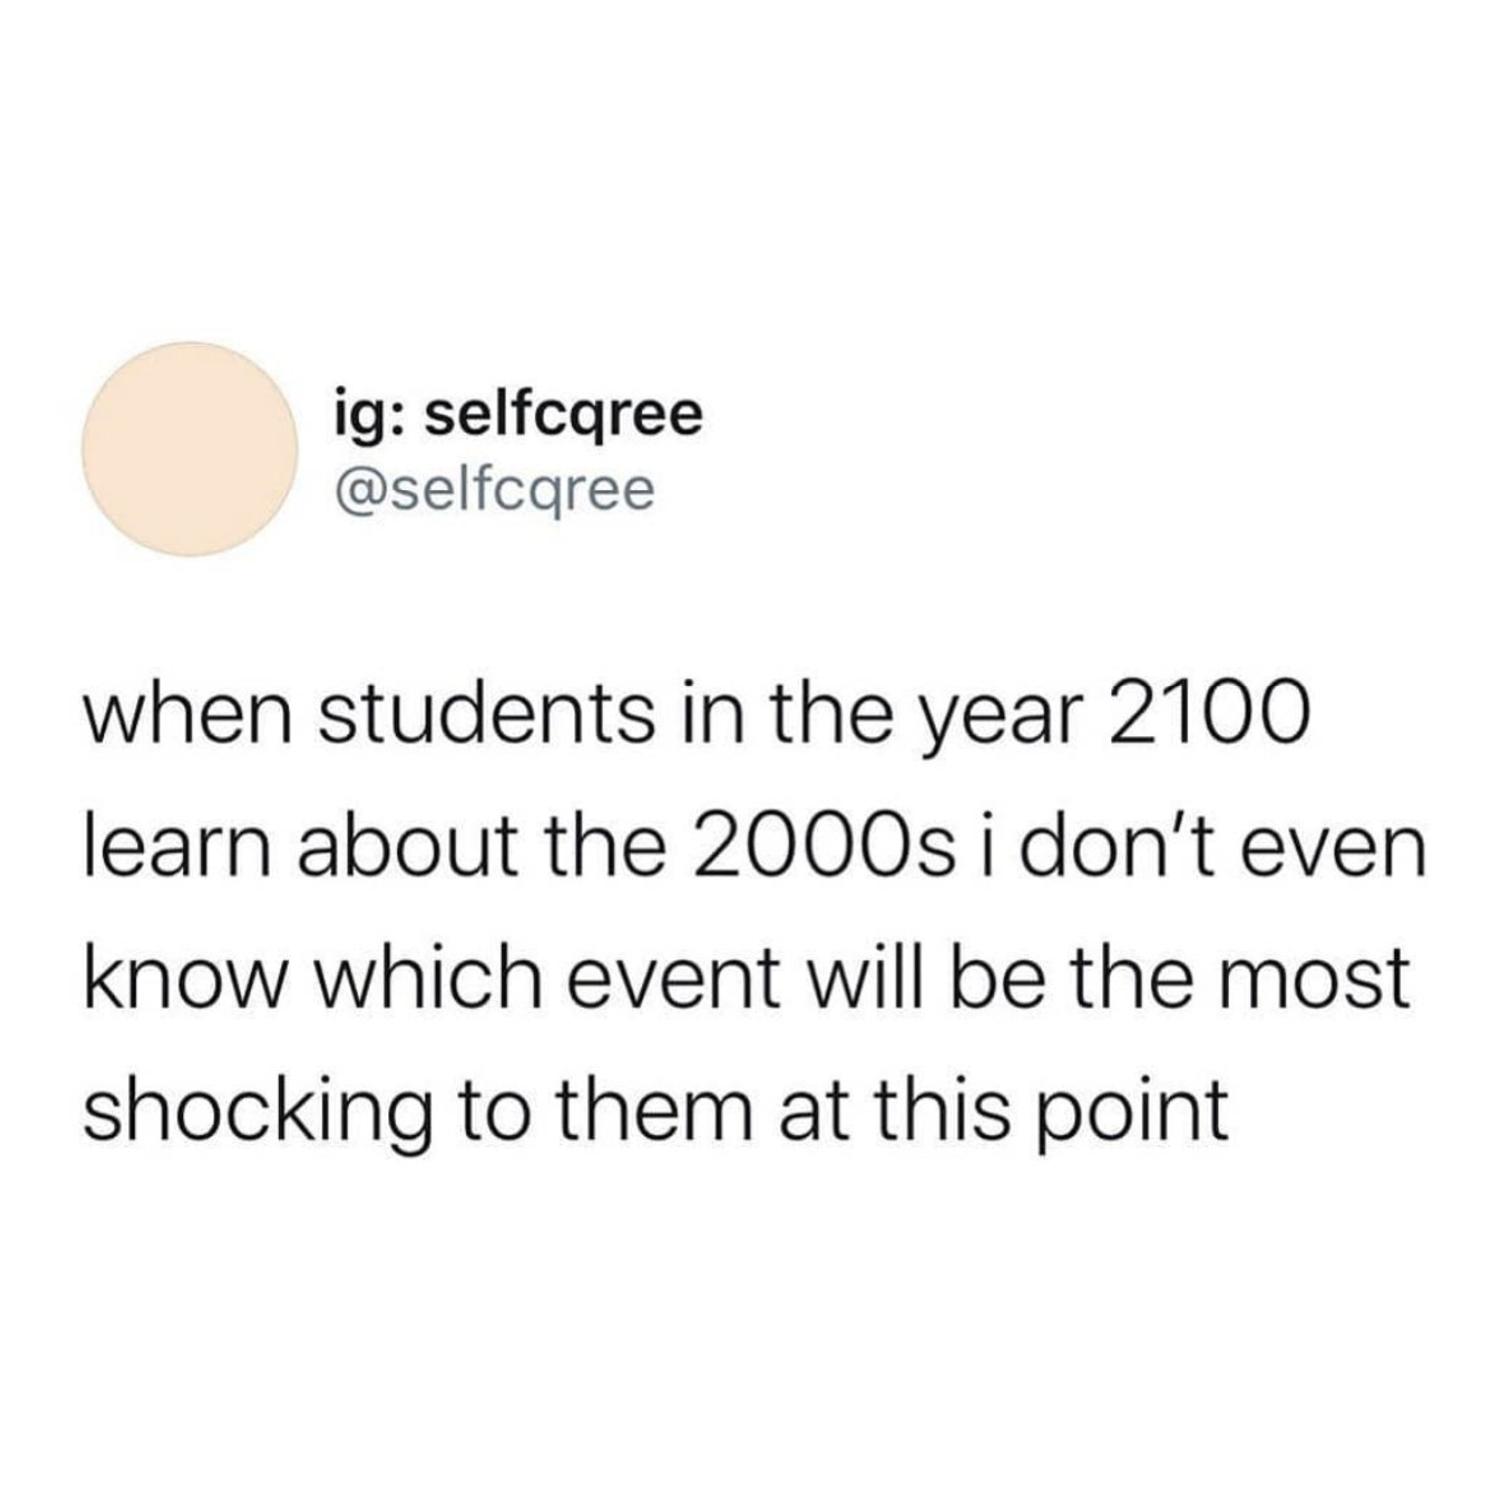 ig: selfcqree
@selfcqree
when students in the year 2100
learn about the 2000s i don’t even
know which event will be the most
shocking to them at this point